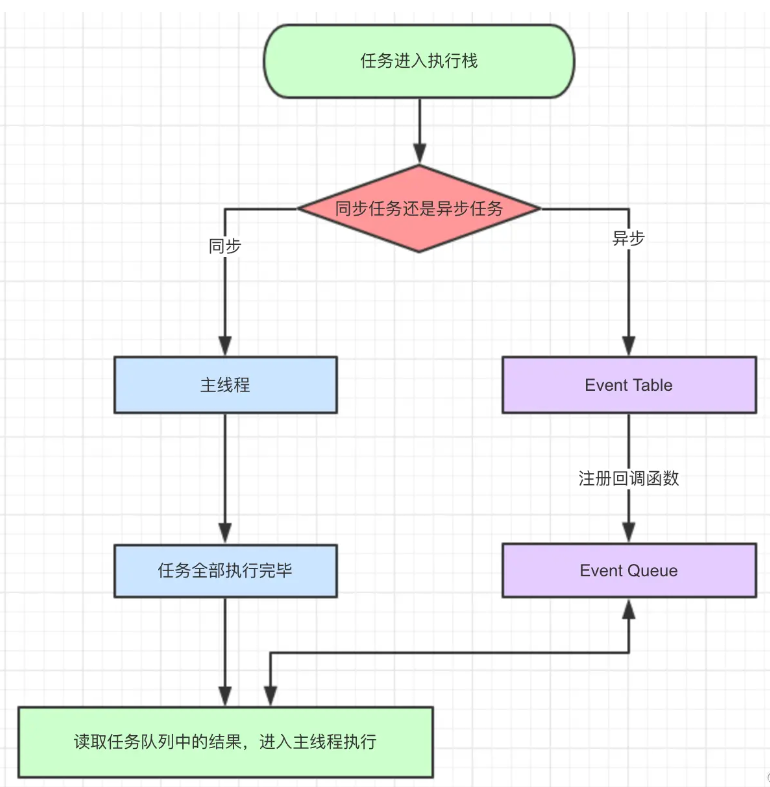 任务进入执行栈
同步任务还是异步任务
同步
异步
主线程
Event Table
注册回调函数
任务全部执行完毕
Event Queue
读取任务队列中的结果，进入主线程执行